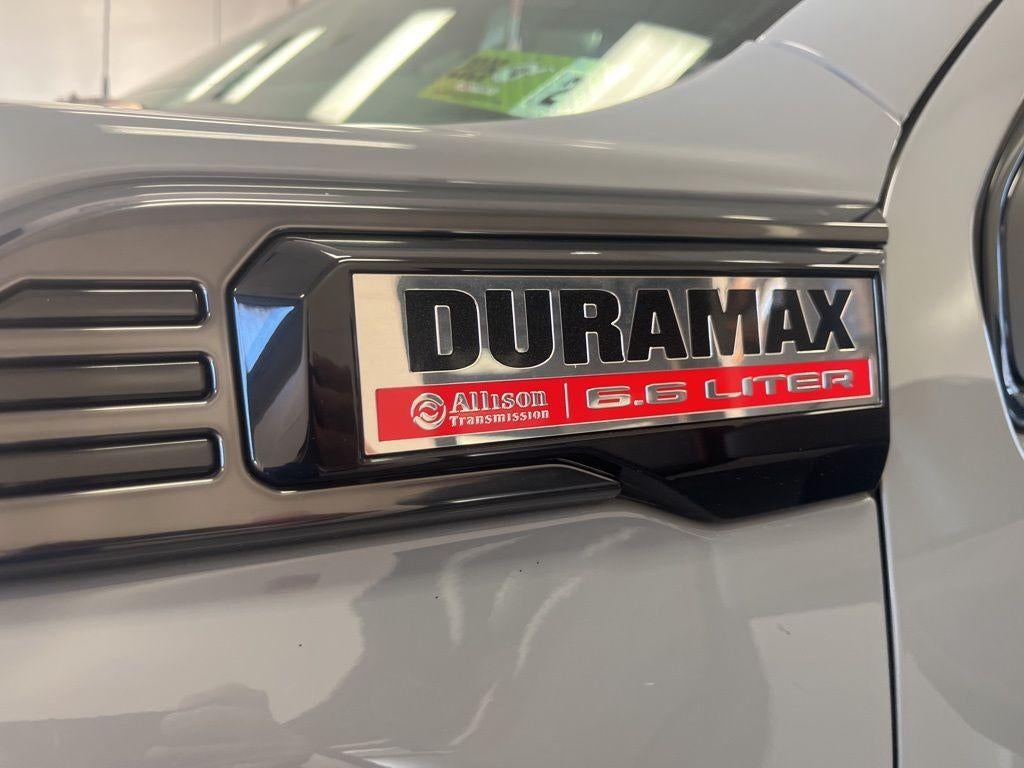 DURAMAX
Allison
Transmission
6.6 LITER